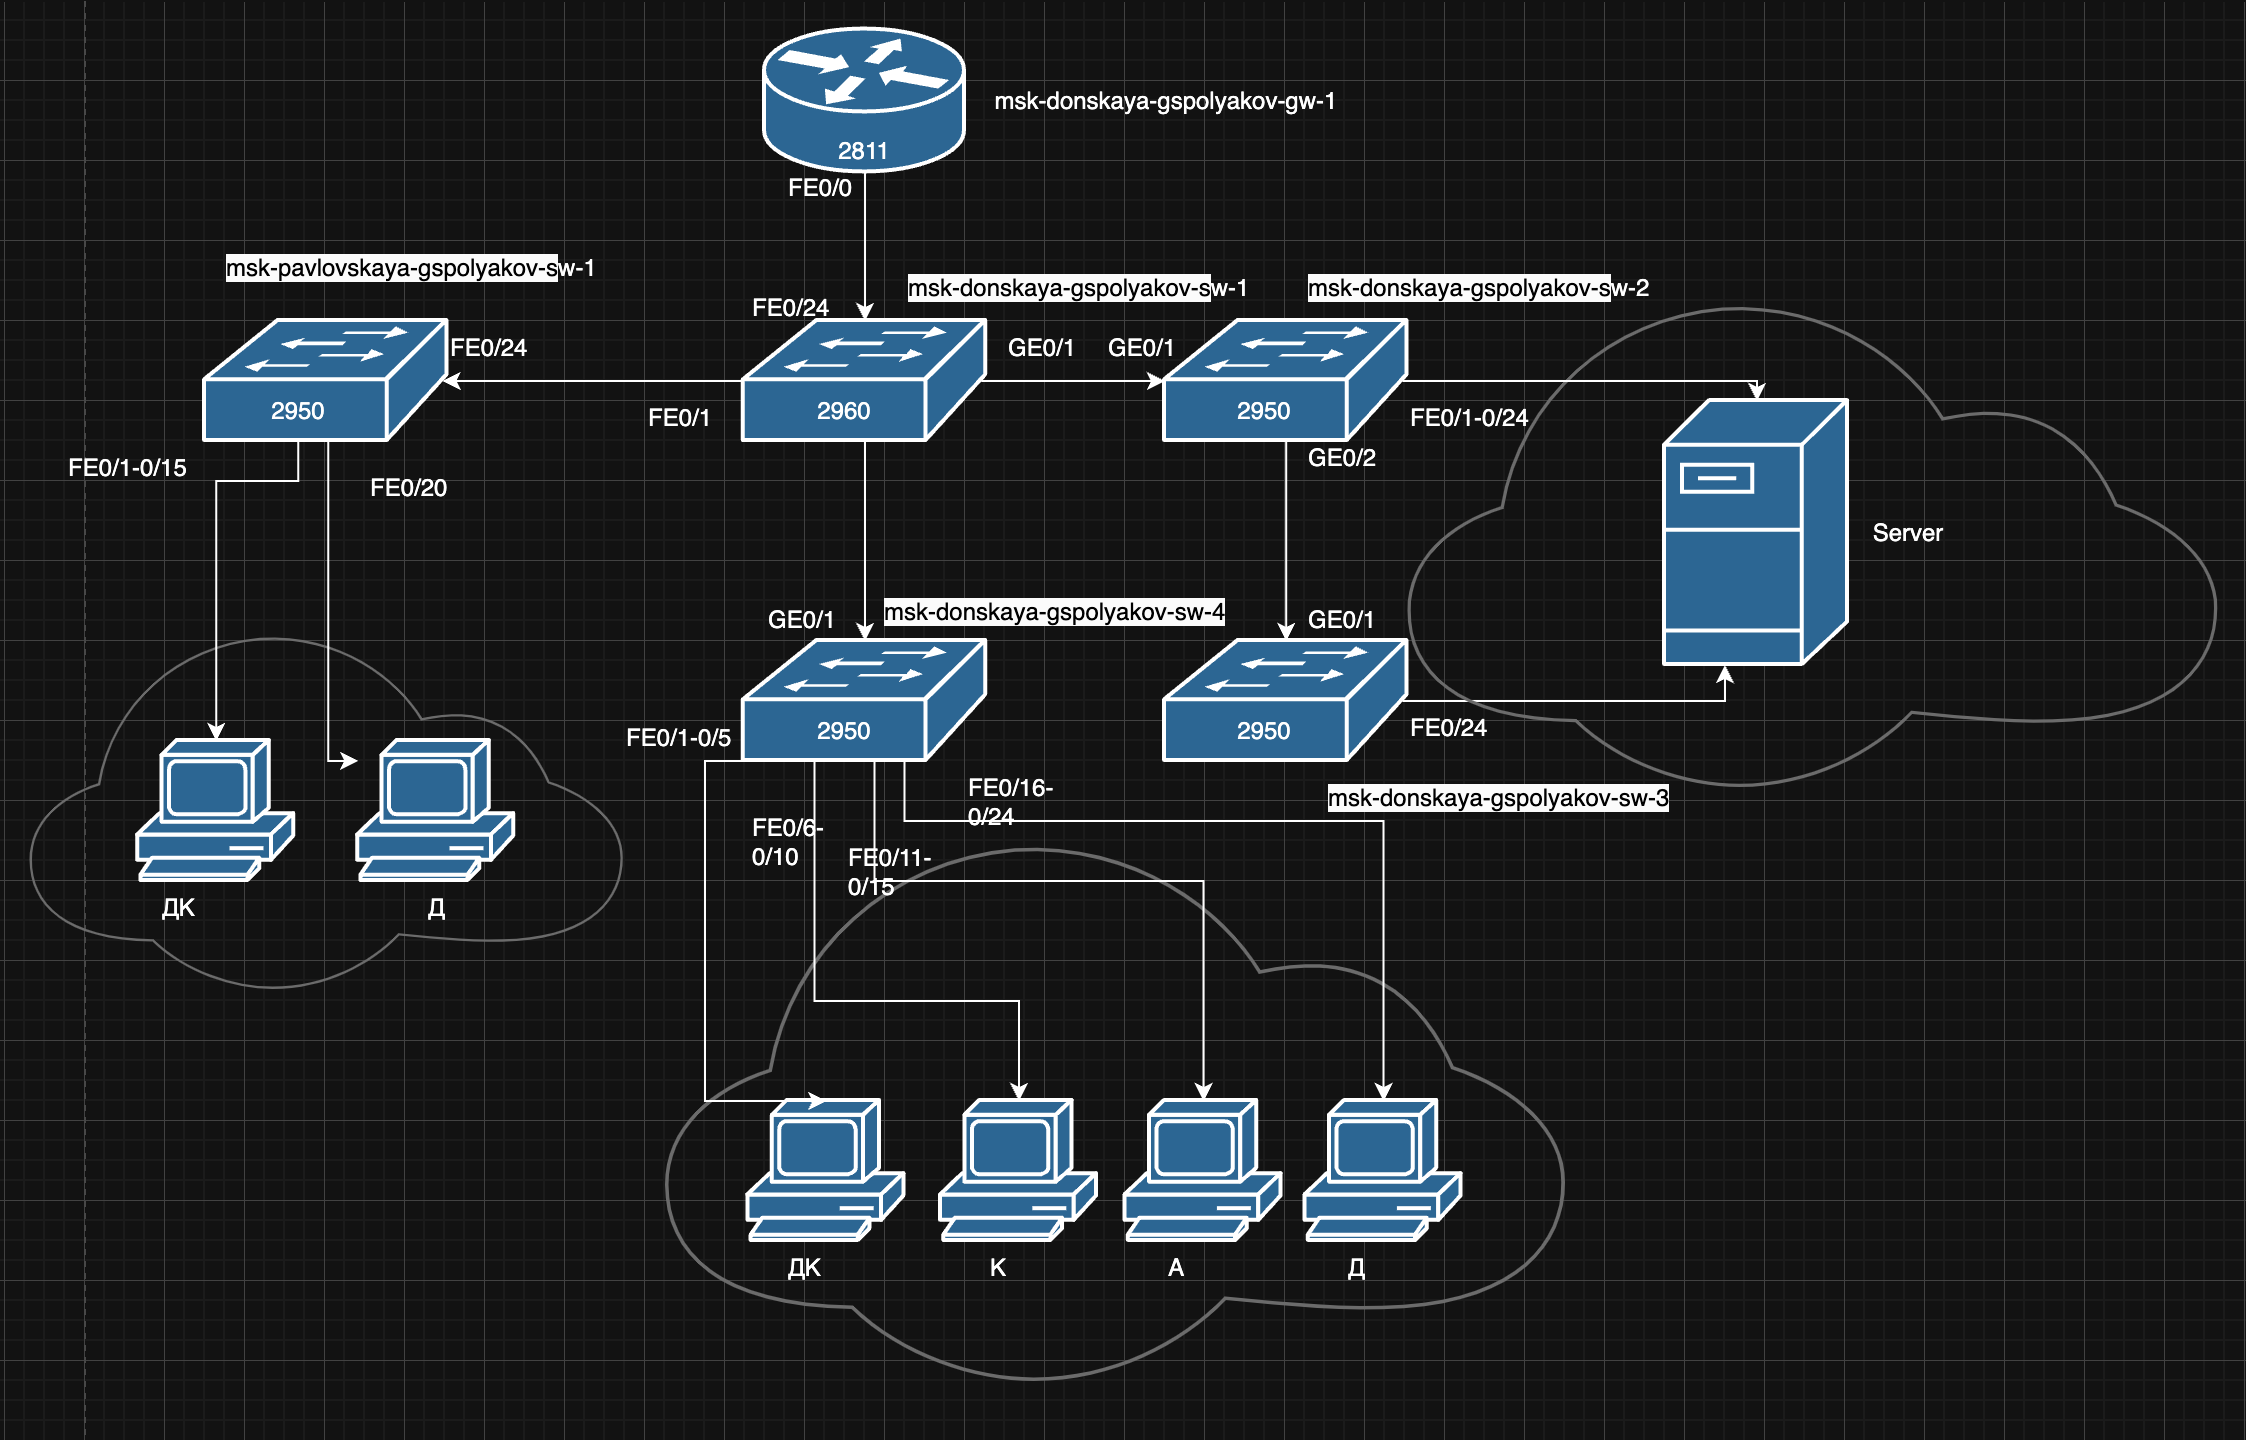 msk-donskaya-gspolyakov-gw-1
2811
FE0/0
msk-pavlovskaya-gspolyakov-sw-1
msk-donskaya-gspolyakov-sw-1
msk-donskaya-gspolyakov-sw-2
FE0/24
FE0/24
GE0/1
GE0/1
2950
FE0/1
2960
2950
FE0/1-0/24
GE0/2
FE0/1-0/15
FE0/20
Server
GE0/1
msk-donskaya-gspolyakov-sw-4
GE0/1
FE0/1-0/5
2950
2950
FE0/24
FE0/16-
0/24
msk-donskaya-gspolyakov-sw-3
FE0/6-
0/10
FE0/11-
0/15
ДК
Д
ДК
К
А
Д